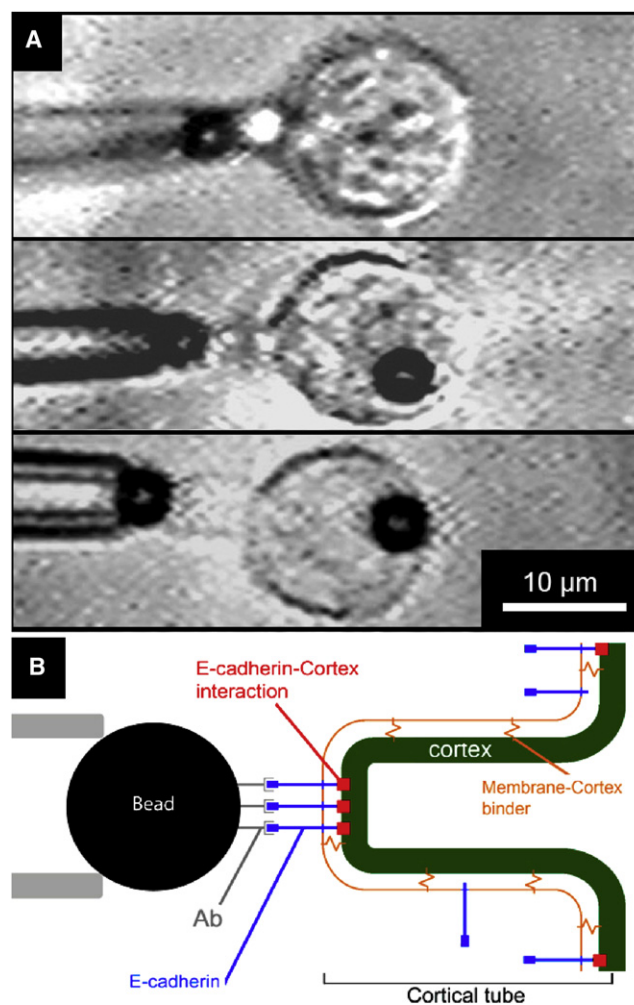 A
10 µm
B
E-cadherin-Cortex
interaction
cortex
Bead
Membrane-Cortex
binder
Ab
E-cadherin
Cortical tube